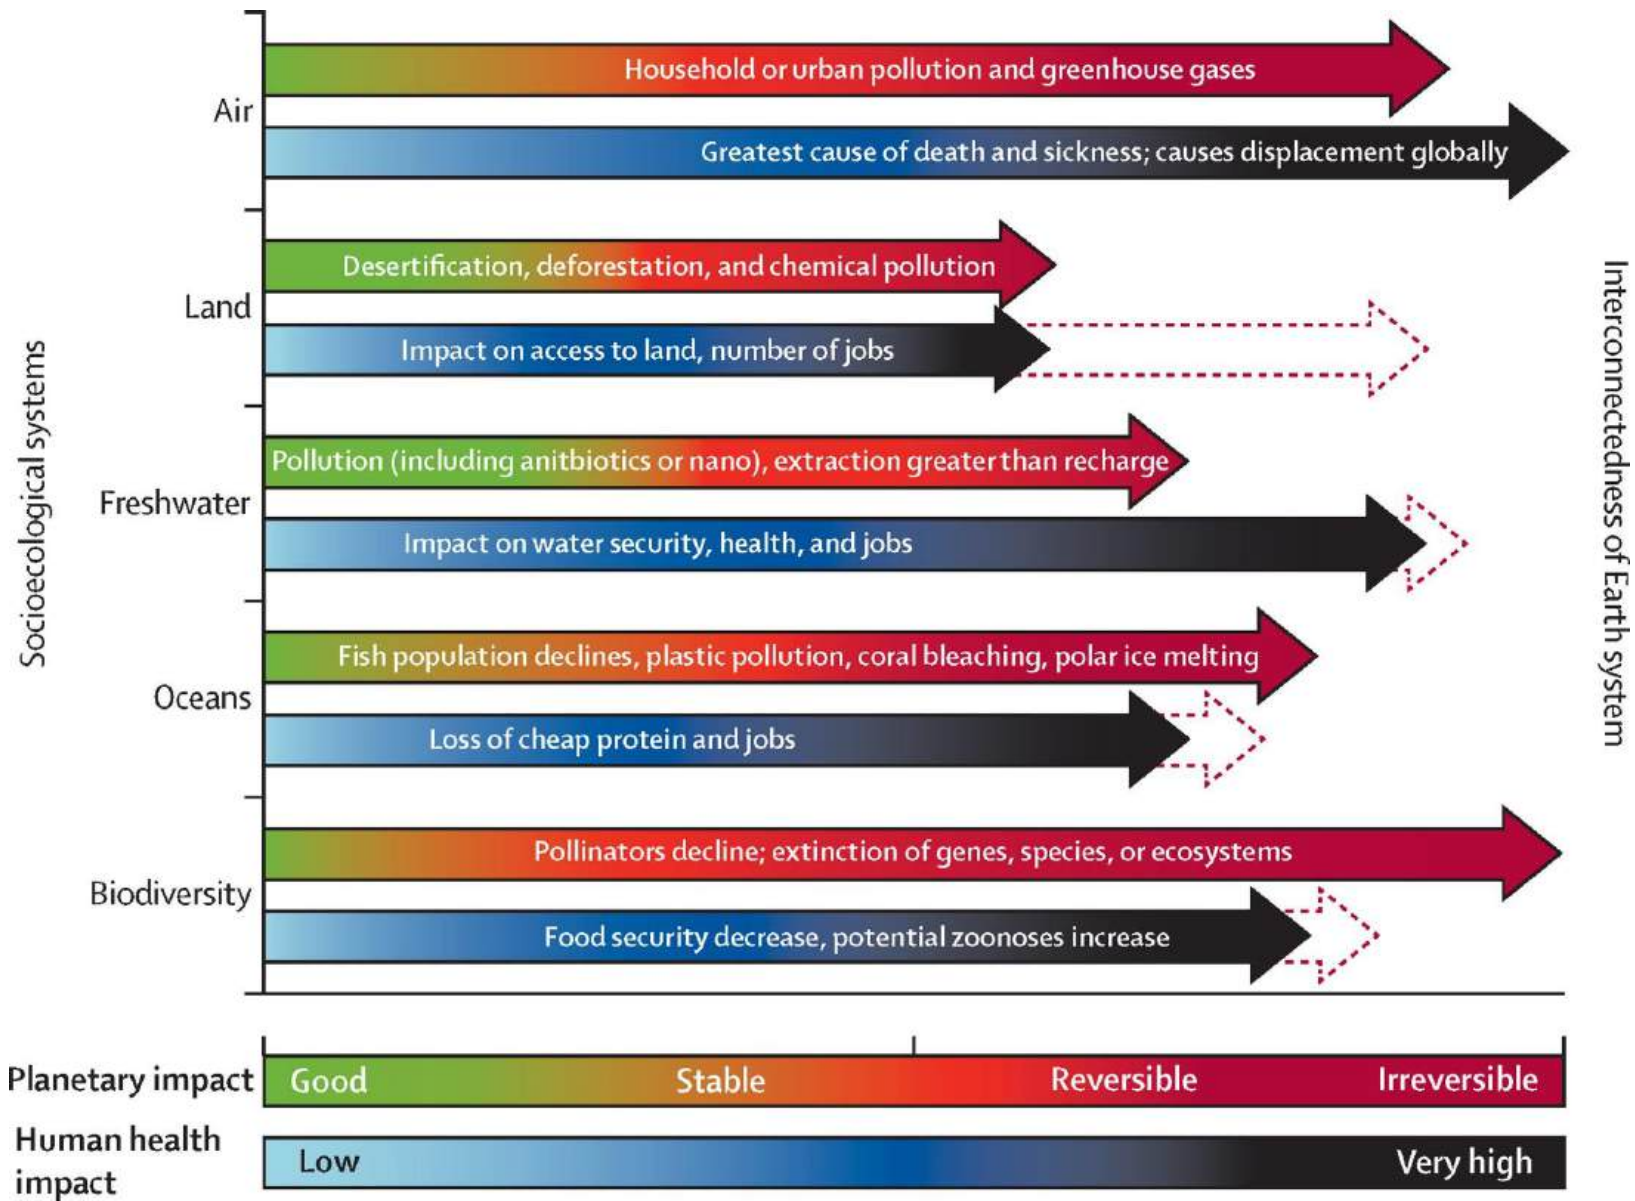 Socioecological systems
Air
Household or urban pollution and greenhouse gases
Greatest cause of death and sickness; causes displacement globally
Land
Desertification, deforestation, and chemical pollution
Impact on access to land, number of jobs
Freshwater
Pollution (including anitbiotics or nano), extraction greater than recharge
Impact on water security, health, and jobs
Oceans
Fish population declines, plastic pollution, coral bleaching, polar ice melting
Loss of cheap protein and jobs
Biodiversity
Pollinators decline; extinction of genes, species, or ecosystems
Food security decrease, potential zoonoses increase
Interconnectedness of Earth system
Planetary impact
Good Stable Reversible Irreversible
Human health
impact
Low Very high